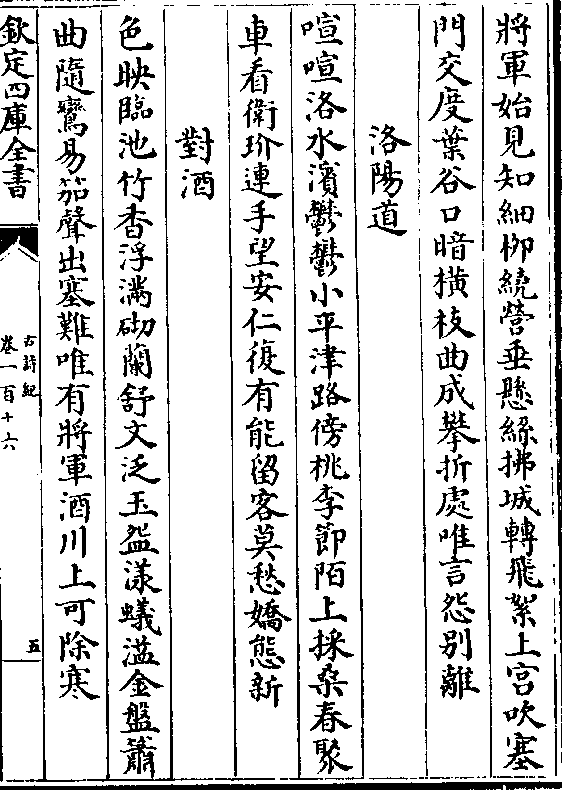 將軍始見知細栁繞營垂懸絲拂城轉飛絮上宫吹塞
門交度葉谷口暗横枝曲成攀折處唯言怨别離
洛陽道
喧喧洛水濱鬱鬱小平津路傍桃李節陌上採桑春聚
車看衛玠連手望安仁復有能留客莫愁嬌態新
對酒
色映臨池竹香浮滿砌蘭舒文泛玉盌漾蟻溢金盤簫
曲隨鸞易笳聲出塞難唯有將軍酒川上可除寒
欽定四庫全書
古詩紀
卷一百十六
五